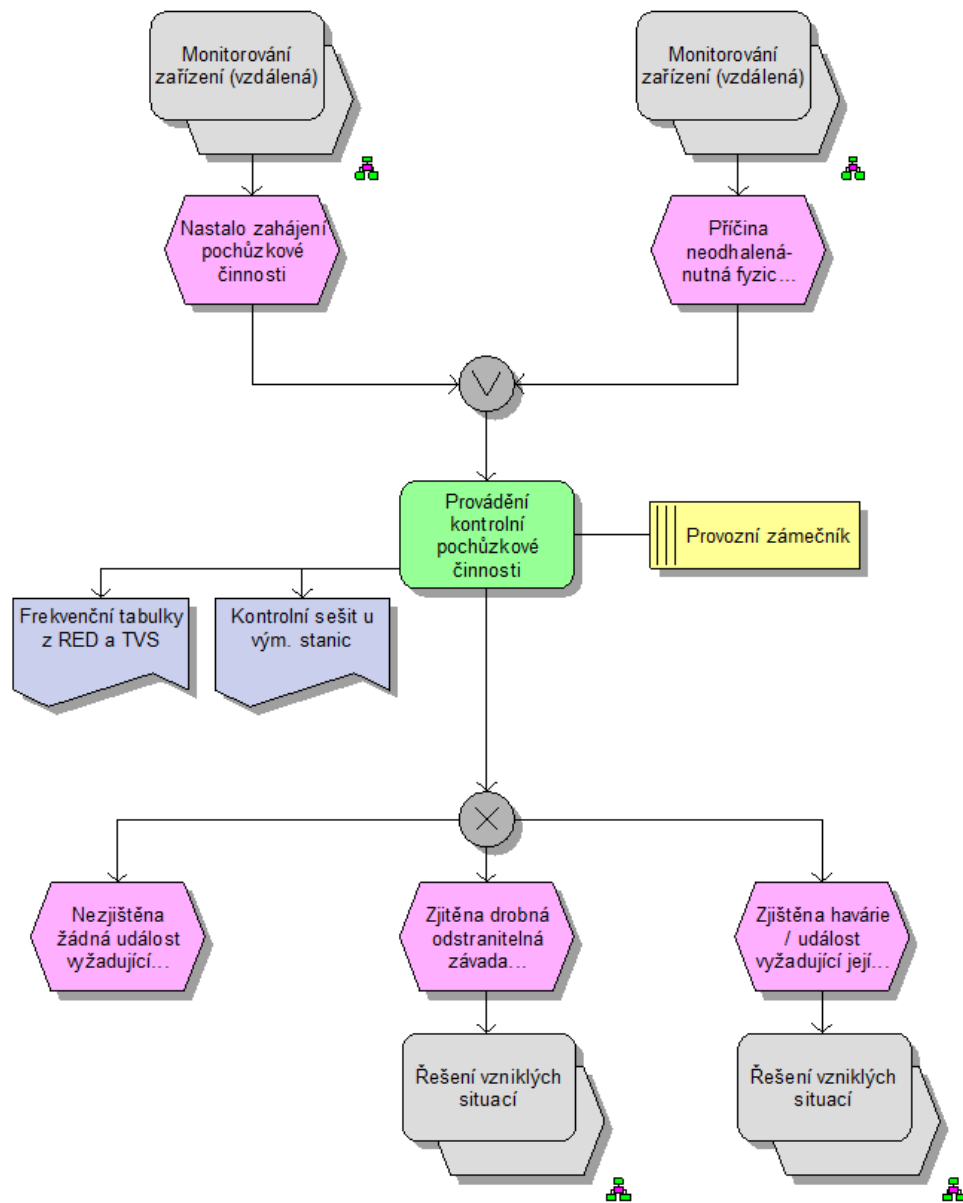 Monitorování
zařízení (vzdálená)
Monitorování
zařízení (vzdálená)
Nastalo zahájení
pochůzkové
činnosti
Příčina
neodhalená-
nutná fyzic...
Provádění
kontrolní
pochůzkové
činnosti
Provozní zámečník
Frekvenční tabulky
z RED a TVS
Kontrolní sešit u
vým. stanic
Nezjištěna
žádná událost
vyžadující...
Zjitěna drobná
odstranitelná
závada...
Zjištěna havárie
/ událost
vyžadující její...
Řešení vzniklých
situací
Řešení vzniklých
situací